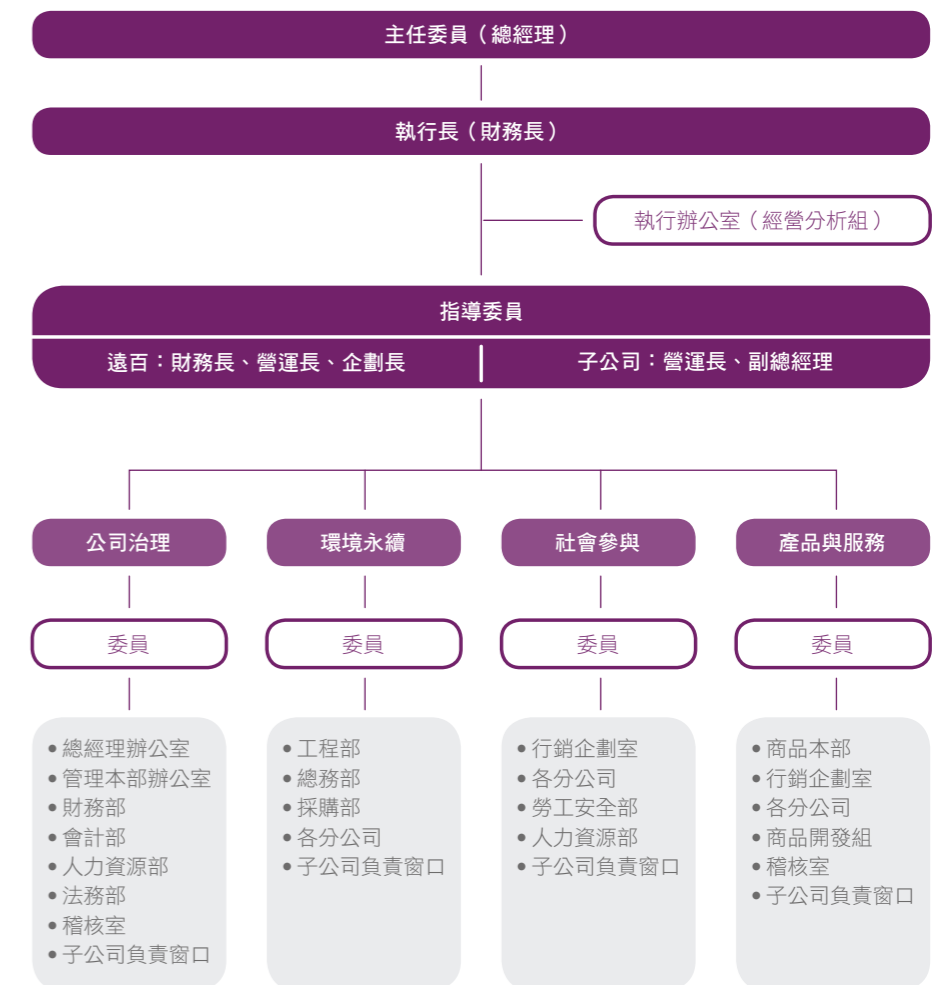 主任委員（總經理）
執行長（財務長）
執行辦公室（經營分析組）
指導委員
遠百：財務長、營運長、企劃長
子公司：營運長、副總經理
公司治理
委員
•總經理辦公室
•管理本部辦公室
•財務部
•會計部
•人力資源部
•法務部
•稽核室
•子公司負責窗口
環境永續
委員
•工程部
•總務部
•採購部
•各分公司
•子公司負責窗口
社會參與
委員
•行銷企劃室
•各分公司
•勞工安全部
•人力資源部
•子公司負責窗口
產品與服務
委員
•商品本部
•行銷企劃室
•各分公司
•商品開發組
•稽核室
•子公司負責窗口